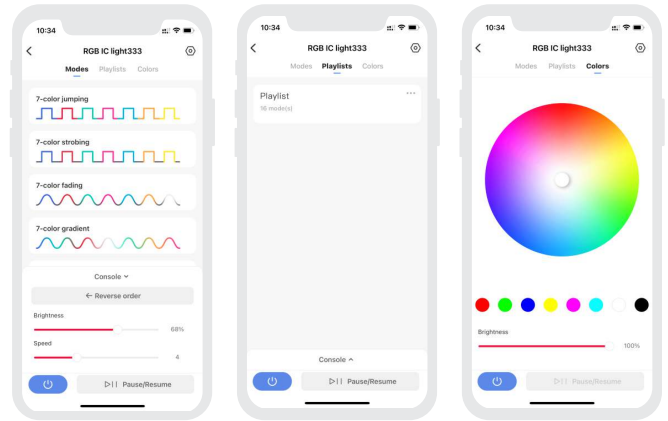 10:34
RGB IC light333
Modes Playlists Colors
7-color jumping
7-color strobing
7-color fading
7-color gradient
Console
← Reverse order
Brightness
68%
Speed
4
Pause/Resume
10:34
RGB IC light333
Modes Playlists Colors
Playlist
16 mode(s)
Console
Pause/Resume
10:34
RGB IC light333
Modes Playlists Colors
Brightness
100%
Pause/Resume